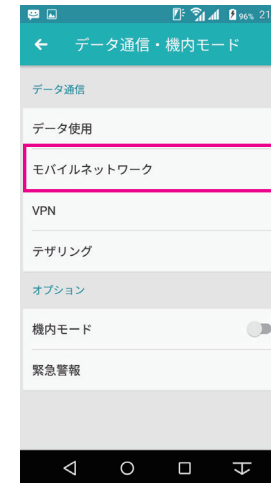 96% 21
データ通信・機内モード
データ通信
データ使用
モバイルネットワーク
VPN
テザリング
オプション
機内モード
緊急警報